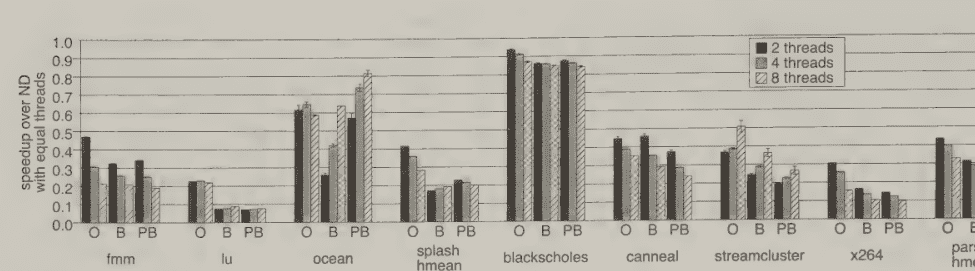 speedup over ND
with equal threads
1.0
0.9
0.8
0.7
0.6
0.5
0.4
0.3
0.2
0.1
0.0
2 threads
4 threads
8 threads
O B PB O B PB O B PB O B PB O B PB O B PB O B PB O B PB O
fmm lu ocean splash hmean blackscholes canneal streamcluster x264